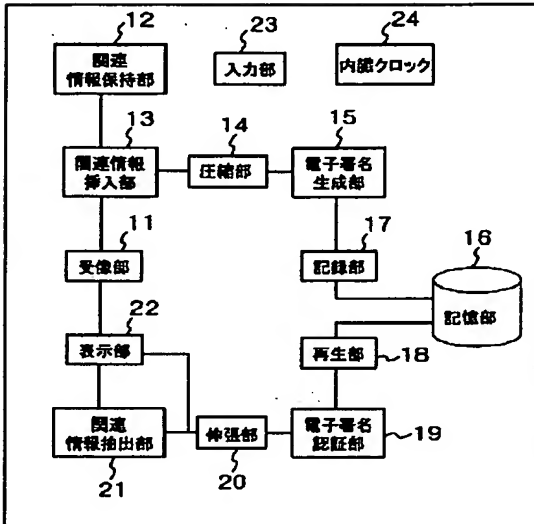 12
関連
情報保持部
23
入力部
24
内部クロック
13
関連情報
挿入部
14
圧縮部
15
電子署名
生成部
11
受像部
17
記録部
16
記憶部
22
表示部
再生部
18
関連
情報抽出部
21
伸張部
20
電子署名
認証部
19